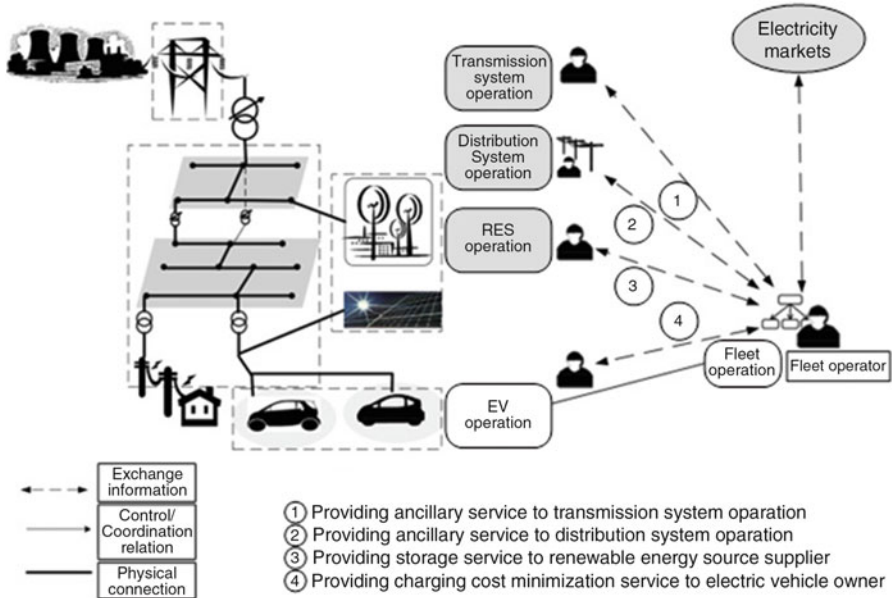 Electricity
markets
Transmission
system
operation
Distribution
System
operation
RES
operation
EV
operation
1
2
3
4
Fleet
operation
Fleet operator
Exchange
information
Control/
Coordination
relation
Physical
connection
1 Providing ancillary service to transmission system oparation
2 Providing ancillary service to distribution system oparation
3 Providing storage service to renewable energy source supplier
4 Providing charging cost minimization service to electric vehicle owner